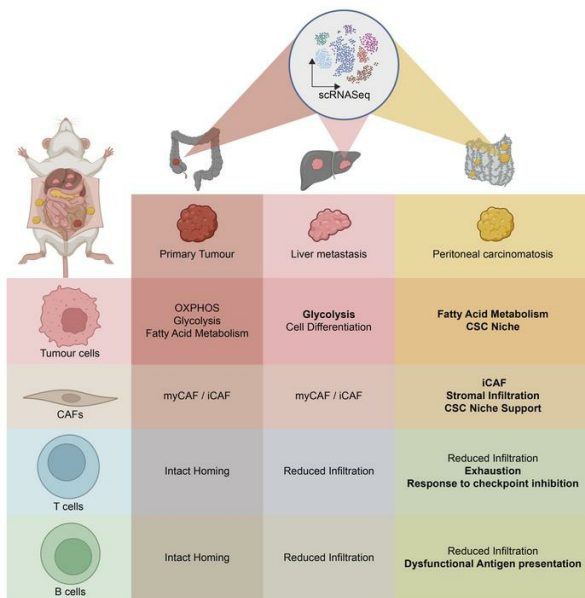 scRNASeq
Primary Tumour
Liver metastasis
Peritoneal carcinomatosis
Tumour cells
OXPHOS
Glycolysis
Fatty Acid Metabolism
Glycolysis
Cell Differentiation
Fatty Acid Metabolism
CSC Niche
CAFs
myCAF / iCAF
myCAF / iCAF
iCAF
Stromal Infiltration
CSC Niche Support
T cells
Intact Homing
Reduced Infiltration
Reduced Infiltration
Exhaustion
Response to checkpoint inhibition
B cells
Intact Homing
Reduced Infiltration
Reduced Infiltration
Dysfunctional Antigen presentation